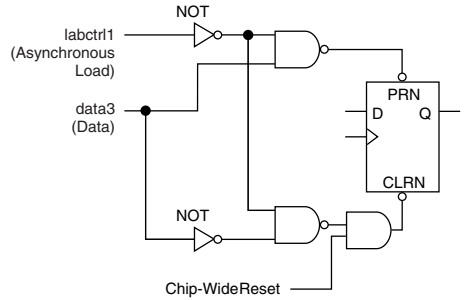 NOT
labctrl1
(Asynchronous
Load)
PRN
data3
(Data)
D Q
CLRN
NOT
Chip-WideReset